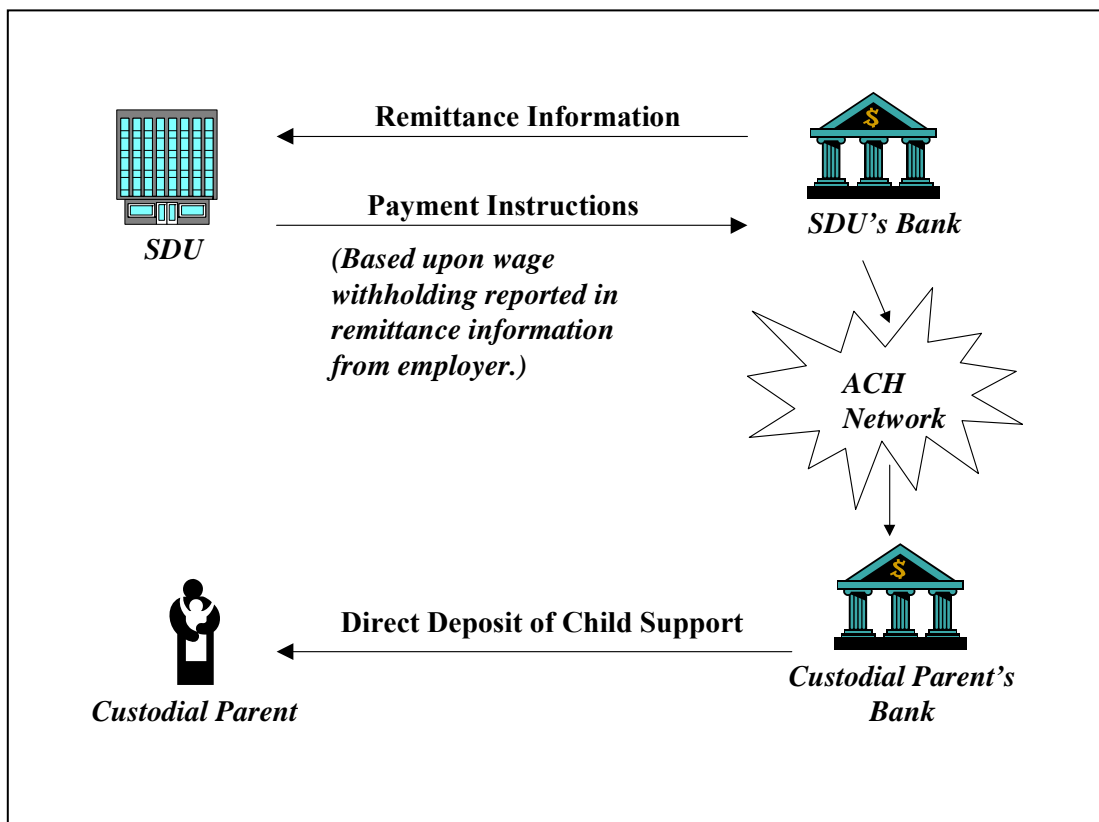 Remittance Information
$
Payment Instructions
SDU
SDU's Bank
(Based upon wage
withholding reported in
remittance information
from employer.)
ACH
Network
$
Direct Deposit of Child Support
Custodial Parent
Custodial Parent's
Bank